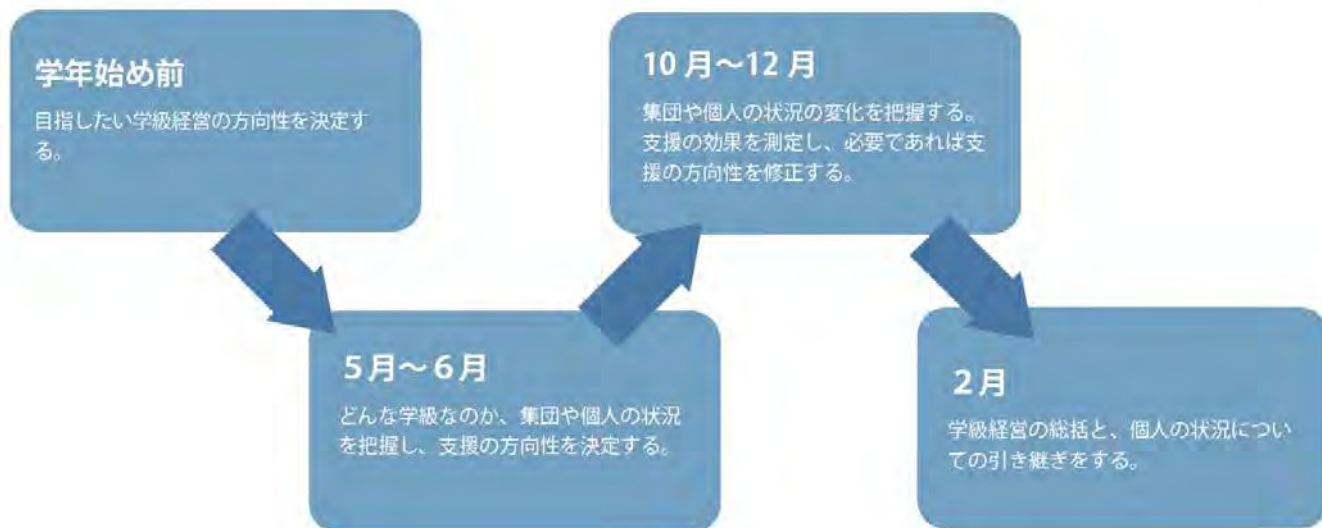 学年始め前
目指したい学級経営の方向性を決定す
る。
5月～6月
どんな学級なのか、集団や個人の状況
を把握し、支援の方向性を決定する。
10月～12月
集団や個人の状況の変化を把握する。
支援の効果を測定し、必要であれば支
援の方向性を修正する。
2月
学級経営の総括と、個人の状況につい
ての引き継ぎをする。